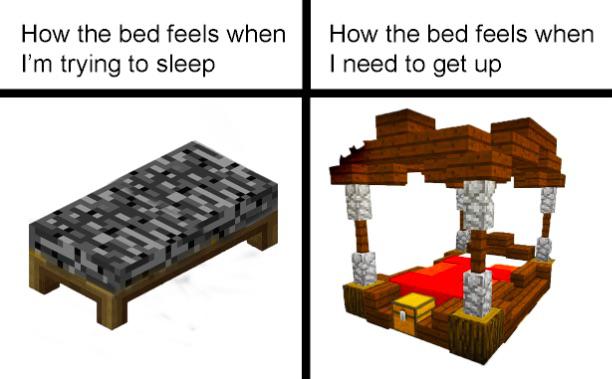 How the bed feels when
I'm trying to sleep
How the bed feels when
I need to get up